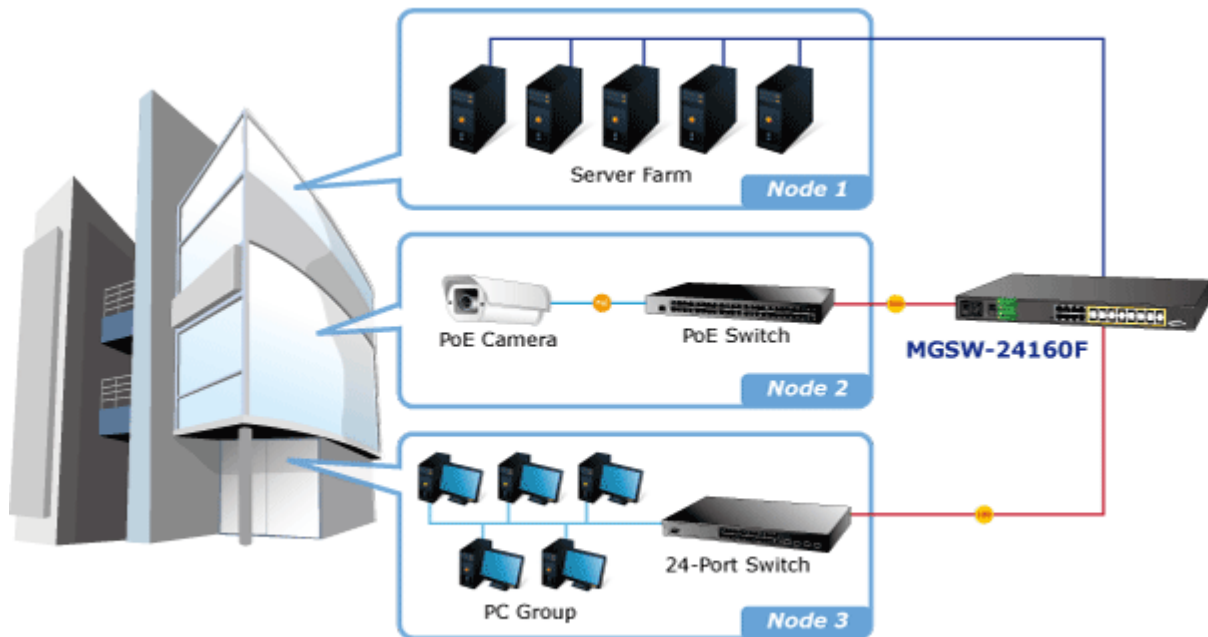 Server Farm
Node 1
PoE Camera
PoE
PoE Switch
MGSW-24160F
Node 2
PC Group
24-Port Switch
Node 3